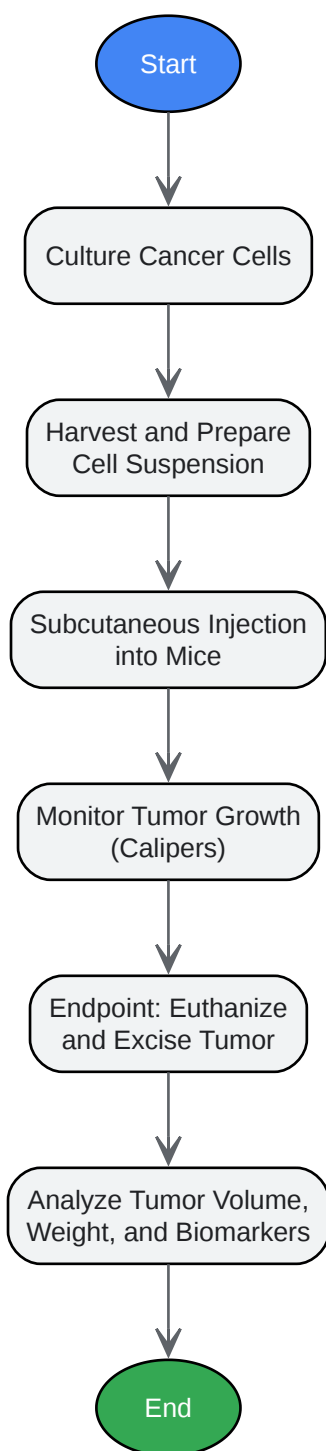 Start
Culture Cancer Cells
Harvest and Prepare
Cell Suspension
Subcutaneous Injection
into Mice
Monitor Tumor Growth
(Calipers)
Endpoint: Euthanize
and Excise Tumor
Analyze Tumor Volume,
Weight, and Biomarkers
End